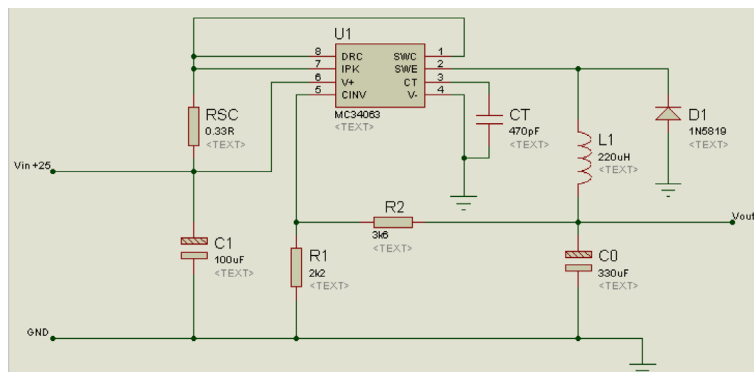 U1
8 DRC SWC 1
7 IPK SWE 2
6 V+ CT 3
5 CINV V- 4
MC34063
<TEXT>
RSC
0.33R
<TEXT>
CT
470pF
<TEXT>
D1
1N5819
<TEXT>
L1
220uH
<TEXT>
Vin +25
R2
3k6
<TEXT>
Vout
C1
100uF
<TEXT>
R1
2k2
<TEXT>
C0
330uF
<TEXT>
GND